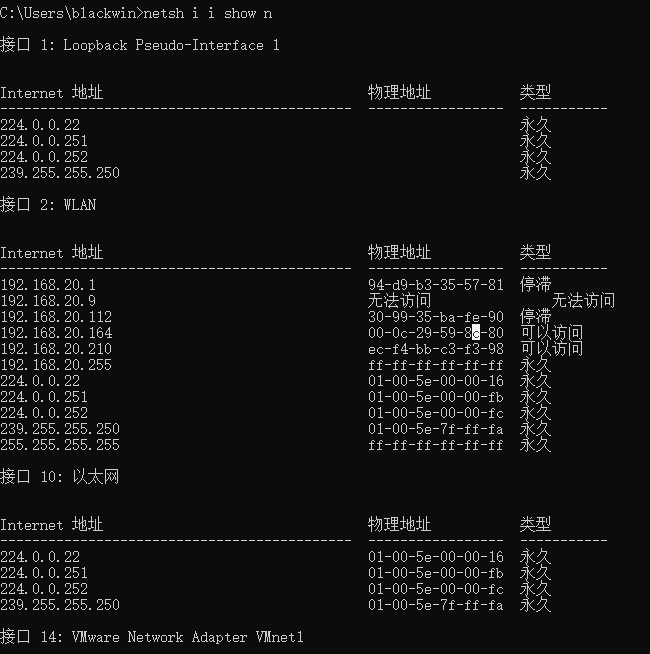 C:\Users\blackwin>netsh i i show n
接口 1: Loopback Pseudo-Interface 1
Internet 地址                                      物理地址           类型
--------------------------------------------  -----------------  -----------
224.0.0.22                                                       永久
224.0.0.251                                                      永久
224.0.0.252                                                      永久
239.255.255.250                                                  永久
接口 2: WLAN
Internet 地址                                      物理地址           类型
--------------------------------------------  -----------------  -----------
192.168.20.1                                  94-d9-b3-35-57-81  停滞
192.168.20.9                                  无法访问               无法访问
192.168.20.112                                30-99-35-ba-fe-90  停滞
192.168.20.164                                00-0c-29-59-8c-80  可以访问
192.168.20.210                                ec-f4-bb-c3-f3-98  可以访问
192.168.20.255                                ff-ff-ff-ff-ff-ff  永久
224.0.0.22                                    01-00-5e-00-00-16  永久
224.0.0.251                                   01-00-5e-00-00-fb  永久
224.0.0.252                                   01-00-5e-00-00-fc  永久
239.255.255.250                               01-00-5e-7f-ff-fa  永久
255.255.255.255                               ff-ff-ff-ff-ff-ff  永久
接口 10: 以太网
Internet 地址                                      物理地址           类型
--------------------------------------------  -----------------  -----------
224.0.0.22                                    01-00-5e-00-00-16  永久
224.0.0.251                                   01-00-5e-00-00-fb  永久
224.0.0.252                                   01-00-5e-00-00-fc  永久
239.255.255.250                               01-00-5e-7f-ff-fa  永久
接口 14: VMware Network Adapter VMnet1